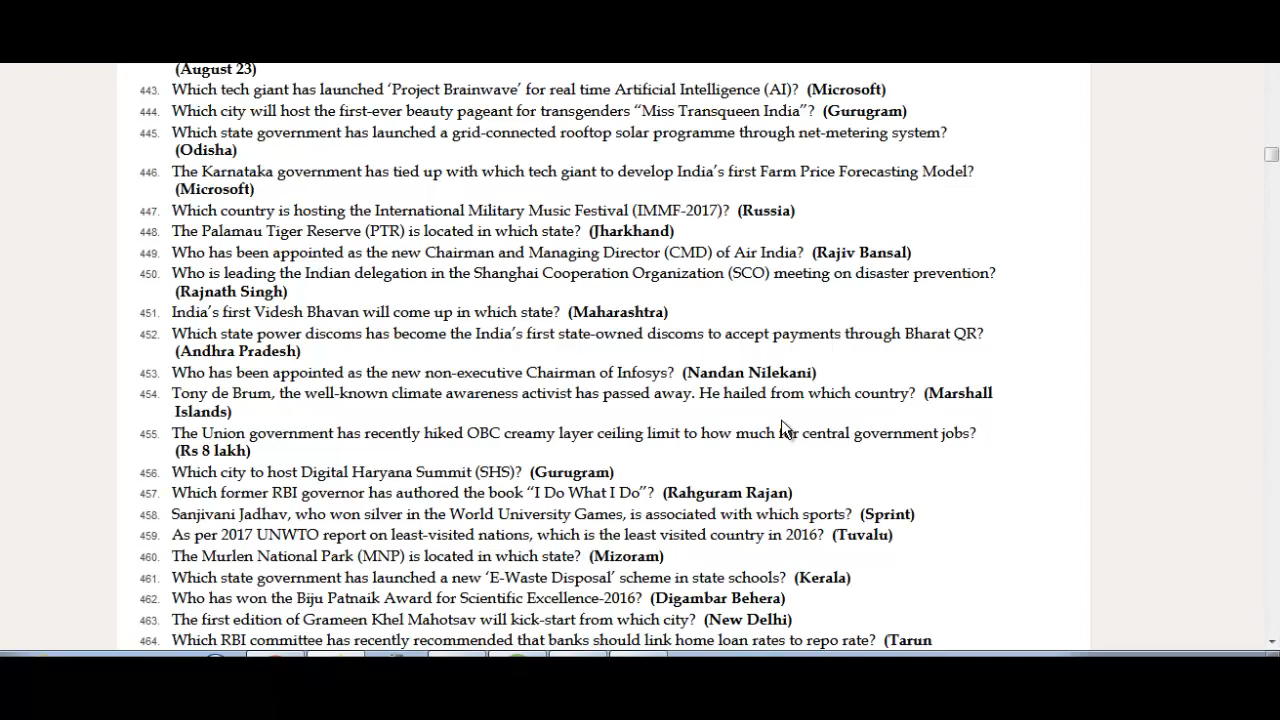 (August 23)
443. Which tech giant has launched ‘Project Brainwave’ for real time Artificial Intelligence (AI)? (Microsoft)
444. Which city will host the first-ever beauty pageant for transgenders “Miss Transqueen India”? (Gurugram)
445. Which state government has launched a grid-connected rooftop solar programme through net-metering system?
(Odisha)
446. The Karnataka government has tied up with which tech giant to develop India’s first Farm Price Forecasting Model?
(Microsoft)
447. Which country is hosting the International Military Music Festival (IMMF-2017)? (Russia)
448. The Palamau Tiger Reserve (PTR) is located in which state? (Jharkhand)
449. Who has been appointed as the new Chairman and Managing Director (CMD) of Air India? (Rajiv Bansal)
450. Who is leading the Indian delegation in the Shanghai Cooperation Organization (SCO) meeting on disaster prevention?
(Rajnath Singh)
451. India’s first Videsh Bhavan will come up in which state? (Maharashtra)
452. Which state power discoms has become the India’s first state-owned discoms to accept payments through Bharat QR?
(Andhra Pradesh)
453. Who has been appointed as the new non-executive Chairman of Infosys? (Nandan Nilekani)
454. Tony de Brum, the well-known climate awareness activist has passed away. He hailed from which country? (Marshall
Islands)
455. The Union government has recently hiked OBC creamy layer ceiling limit to how much for central government jobs?
(Rs 8 lakh)
456. Which city to host Digital Haryana Summit (SHS)? (Gurugram)
457. Which former RBI governor has authored the book “I Do What I Do”? (Rahguram Rajan)
458. Sanjivani Jadhav, who won silver in the World University Games, is associated with which sports? (Sprint)
459. As per 2017 UNWTO report on least-visited nations, which is the least visited country in 2016? (Tuvalu)
460. The Murlen National Park (MNP) is located in which state? (Mizoram)
461. Which state government has launched a new ‘E-Waste Disposal’ scheme in state schools? (Kerala)
462. Who has won the Biju Patnaik Award for Scientific Excellence-2016? (Digambar Behera)
463. The first edition of Grameen Khel Mahotsav will kick-start from which city? (New Delhi)
464. Which RBI committee has recently recommended that banks should link home loan rates to repo rate? (Tarun